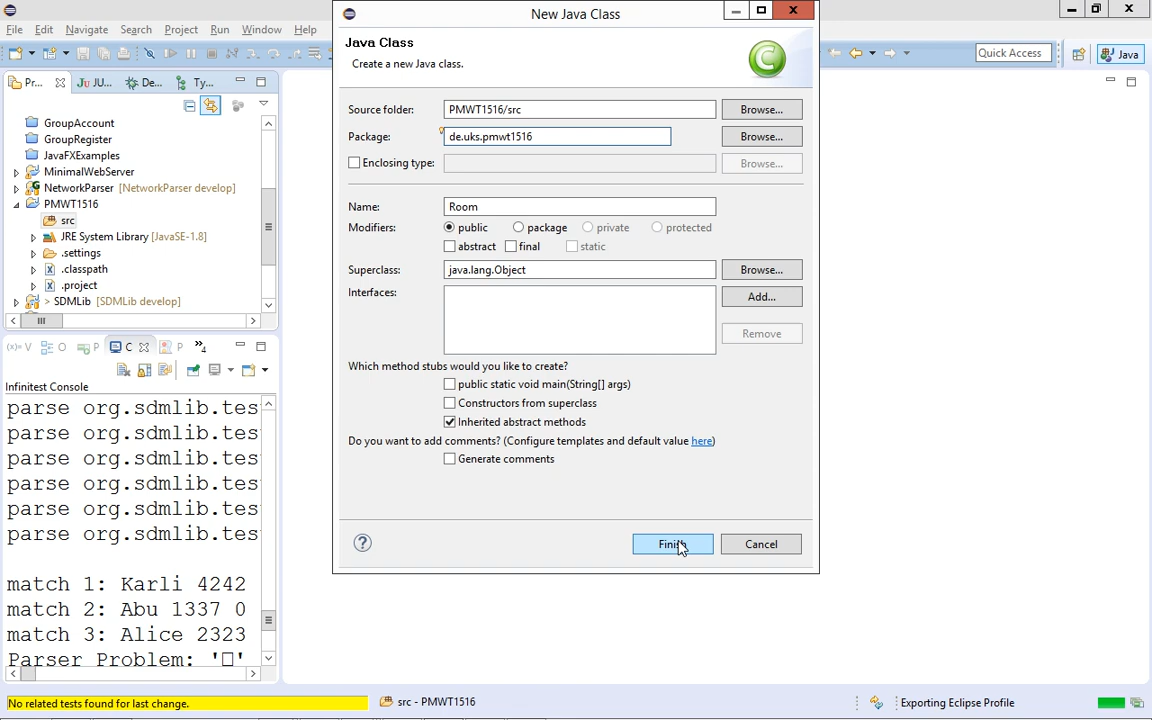 New Java Class
File Edit Navigate Search Project Run Window Help
Java Class
Create a new Java class.
Quick Access
Java
Pr... JU... De... Ty...
Source folder: PMWT1516/src Browse...
Package: de.uks.pmwt1516 Browse...
Enclosing type: Browse...
GroupAccount
GroupRegister
JavaFXExamples
MinimalWebServer
NetworkParser [NetworkParser develop]
PMWT1516
src
JRE System Library [JavaSE-1.8]
.settings
.classpath
.project
> SDMLib [SDMLib develop]
Name: Room
Modifiers: public package private protected
abstract final static
Superclass: java.lang.Object Browse...
Interfaces: Add...
Remove
Which method stubs would you like to create?
public static void main(String[] args)
Constructors from superclass
Inherited abstract methods
Do you want to add comments? (Configure templates and default value here)
Generate comments
Finish Cancel
(x)= V O P C P »4
Infinitest Console
parse org.sdmlib.tes
parse org.sdmlib.tes
parse org.sdmlib.tes
parse org.sdmlib.tes
parse org.sdmlib.tes
parse org.sdmlib.tes
match 1: Karli 4242
match 2: Abu 1337 0
match 3: Alice 2323
Parser Problem: '□'
No related tests found for last change.
src - PMWT1516
Exporting Eclipse Profile